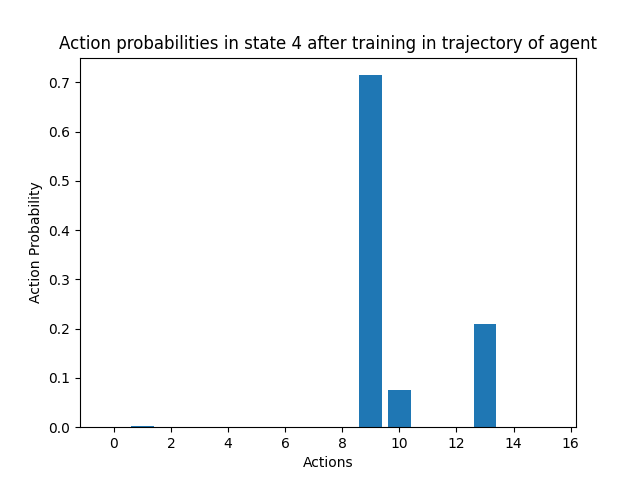 Action probabilities in state 4 after training in trajectory of agent
0.7
0.6
0.5
0.4
0.3
0.2
0.1
0.0
Action Probability
0 2 4 6 8 10 12 14 16
Actions